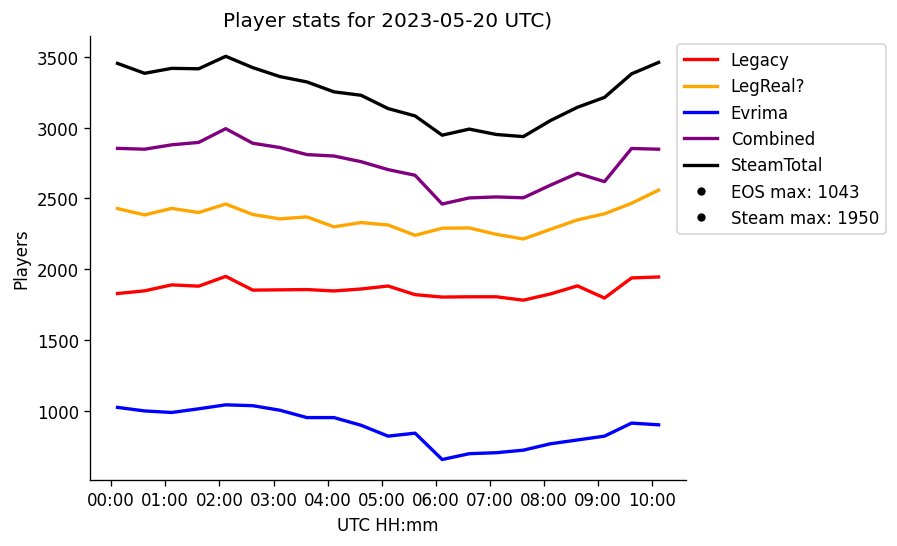 Player stats for 2023-05-20 UTC)
3500
3000
2500
2000
1500
1000
Players
00:00 01:00 02:00 03:00 04:00 05:00 06:00 07:00 08:00 09:00 10:00
UTC HH:mm
Legacy
LegReal?
Evrima
Combined
SteamTotal
EOS max: 1043
Steam max: 1950